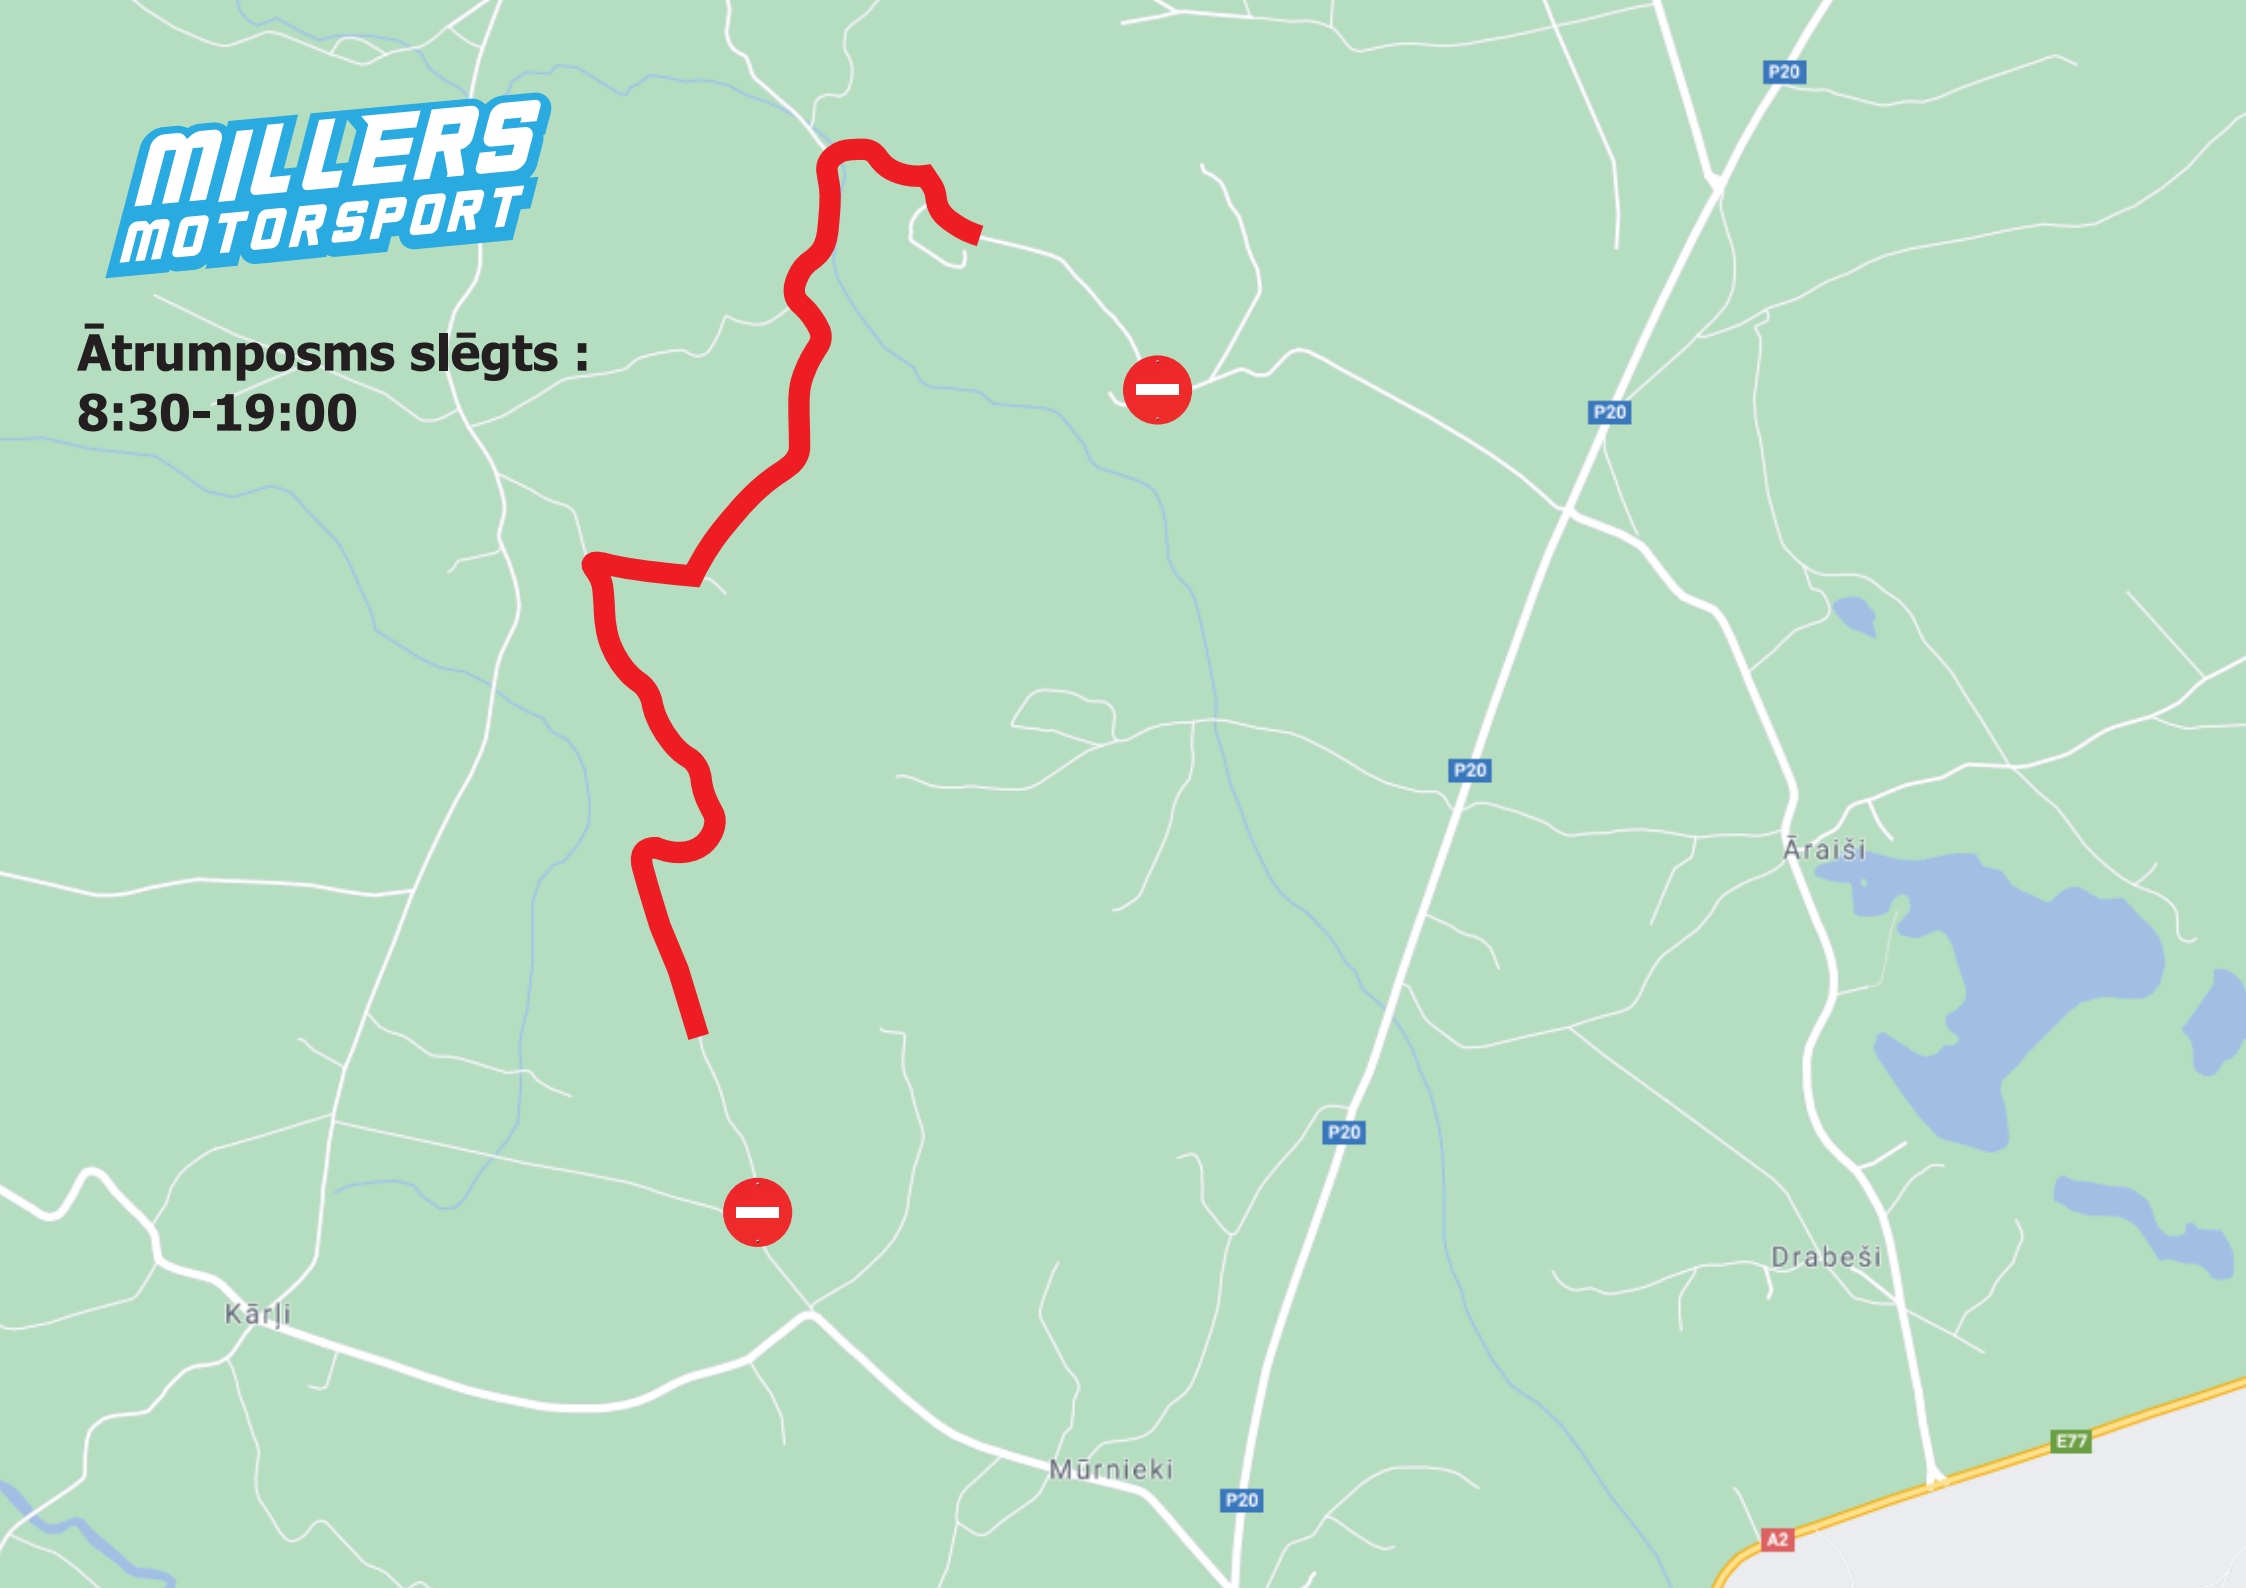 MILLERS
MOTORSPORT
Ātrumposms slēgts :
8:30-19:00
P20
P20
P20
Āraiši
P20
Drabeši
Kārļi
E77
Mūrnieki
P20
A2